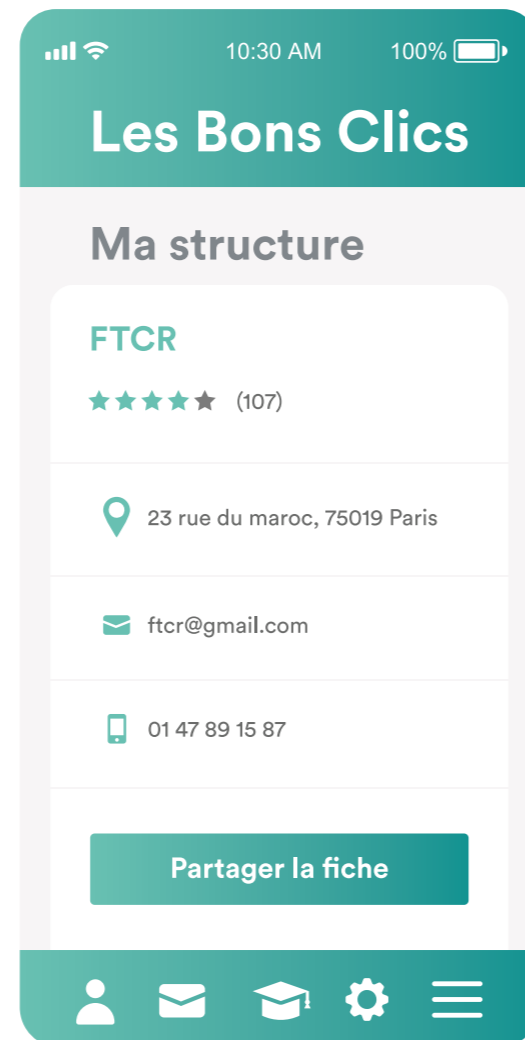 10:30 AM 100%
Les Bons Clics
Ma structure
FTCR
(107)
23 rue du maroc, 75019 Paris
ftcr@gmail.com
01 47 89 15 87
Partager la fiche